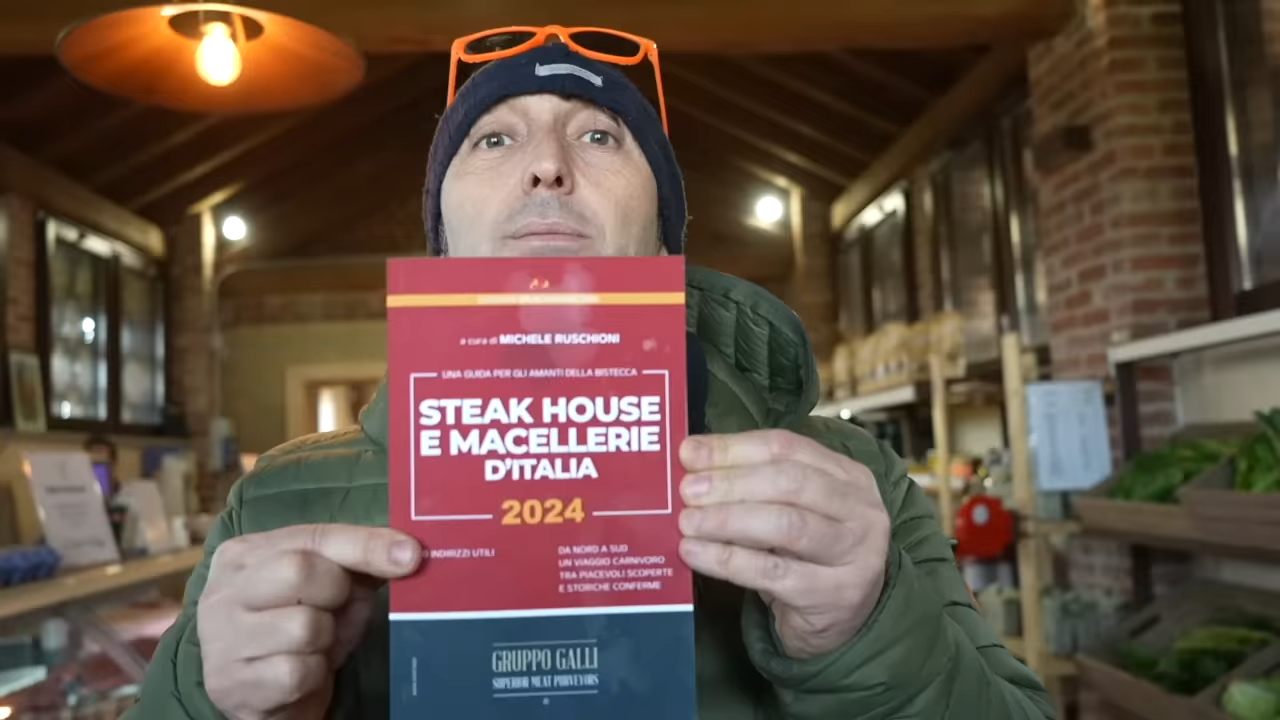 a cura di MICHELE RUSCHIONI
UNA GUIDA PER GLI AMANTI DELLA BISTECCA
STEAK HOUSE
E MACELLERIE
D'ITALIA
2024
INDIRIZZI UTILI
DA NORD A SUD
UN VIAGGIO CARNIVORO
TRA PIACEVOLI SCOPERTE
E STORICHE CONFERME
GRUPPO GALLI
SUPERIOR MEAT PURVEYORS